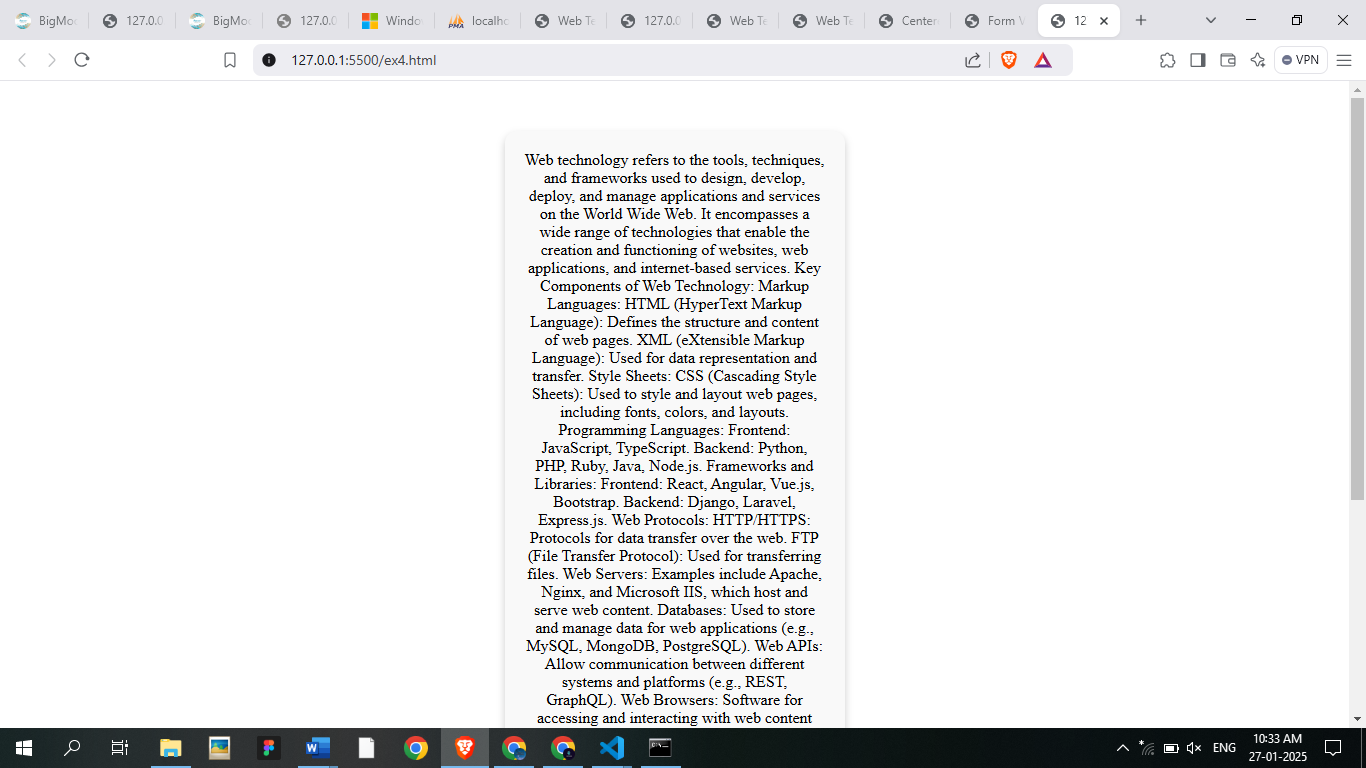 BigMo
127.0.0
BigMo
127.0.0
Windo
localho
Web Te
127.0.0
Web Te
Web Te
Center
Form V
12
127.0.0.1:5500/ex4.html
VPN
Web technology refers to the tools, techniques,
and frameworks used to design, develop,
deploy, and manage applications and services
on the World Wide Web. It encompasses a
wide range of technologies that enable the
creation and functioning of websites, web
applications, and internet-based services. Key
Components of Web Technology: Markup
Languages: HTML (HyperText Markup
Language): Defines the structure and content
of web pages. XML (eXtensible Markup
Language): Used for data representation and
transfer. Style Sheets: CSS (Cascading Style
Sheets): Used to style and layout web pages,
including fonts, colors, and layouts.
Programming Languages: Frontend:
JavaScript, TypeScript. Backend: Python,
PHP, Ruby, Java, Node.js. Frameworks and
Libraries: Frontend: React, Angular, Vue.js,
Bootstrap. Backend: Django, Laravel,
Express.js. Web Protocols: HTTP/HTTPS:
Protocols for data transfer over the web. FTP
(File Transfer Protocol): Used for transferring
files. Web Servers: Examples include Apache,
Nginx, and Microsoft IIS, which host and
serve web content. Databases: Used to store
and manage data for web applications (e.g.,
MySQL, MongoDB, PostgreSQL). Web APIs:
Allow communication between different
systems and platforms (e.g., REST,
GraphQL). Web Browsers: Software for
accessing and interacting with web content
ENG
10:33 AM
27-01-2025